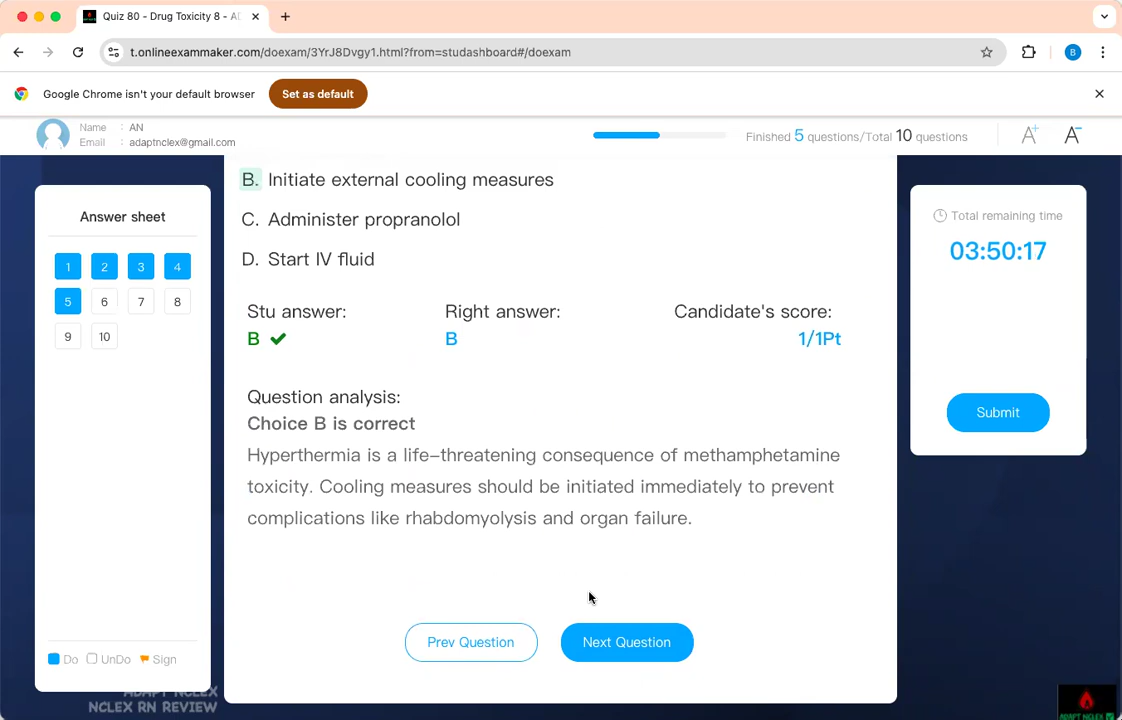 Quiz 80 - Drug Toxicity 8 - AD
t.onlineexammaker.com/doexam/3YrJ8Dvgy1.html?from=studashboard#/doexam
B
Google Chrome isn't your default browser
Set as default
Name : AN
Email : adaptnclex@gmail.com
Finished 5 questions/Total 10 questions
A+
A-
Answer sheet
1 2 3 4
5 6 7 8
9 10
Do UnDo Sign
ADAPT NCLEX
NCLEX RN REVIEW
B. Initiate external cooling measures
C. Administer propranolol
D. Start IV fluid
Stu answer: Right answer: Candidate's score:
B B 1/1Pt
Question analysis:
Choice B is correct
Hyperthermia is a life-threatening consequence of methamphetamine
toxicity. Cooling measures should be initiated immediately to prevent
complications like rhabdomyolysis and organ failure.
Prev Question Next Question
Total remaining time
03:50:17
Submit
ADAPT NCLEX